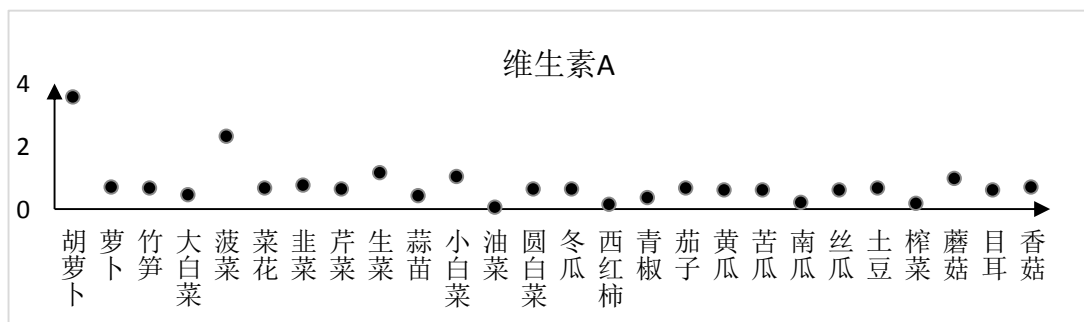 维生素A
4
2
0
胡萝卜
萝卜
竹笋
大白菜
菠菜
菜花
韭菜
芹菜
生菜
蒜苗
小白菜
油菜
圆白菜
冬瓜
西红柿
青椒
茄子
黄瓜
苦瓜
南瓜
丝瓜
土豆
榨菜
蘑菇
目耳
香菇